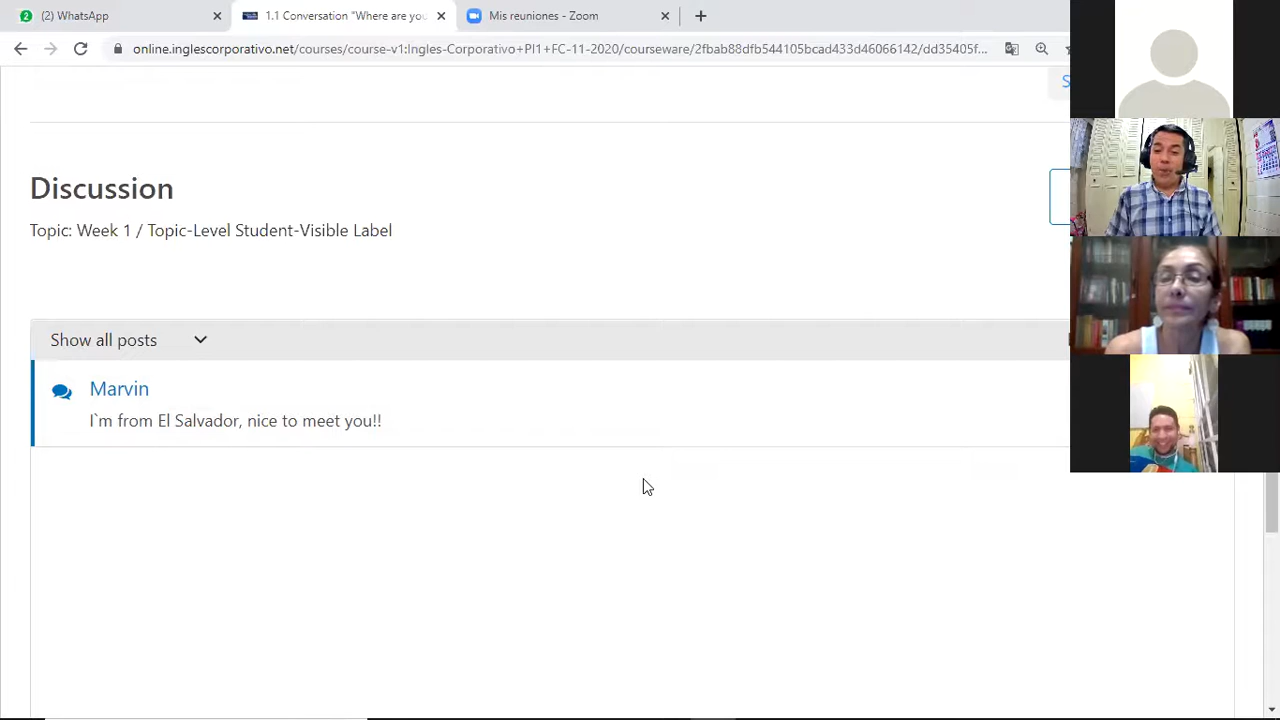 (2) WhatsApp
1.1 Conversation "Where are you
Mis reuniones - Zoom
online.inglescorporativo.net/courses/course-v1:Ingles-Corporativo+PI1+FC-11-2020/courseware/2fbab88dfb544105bcad433d46066142/dd35405f...
S
Discussion
Topic: Week 1 / Topic-Level Student-Visible Label
Show all posts
Marvin
I`m from El Salvador, nice to meet you!!